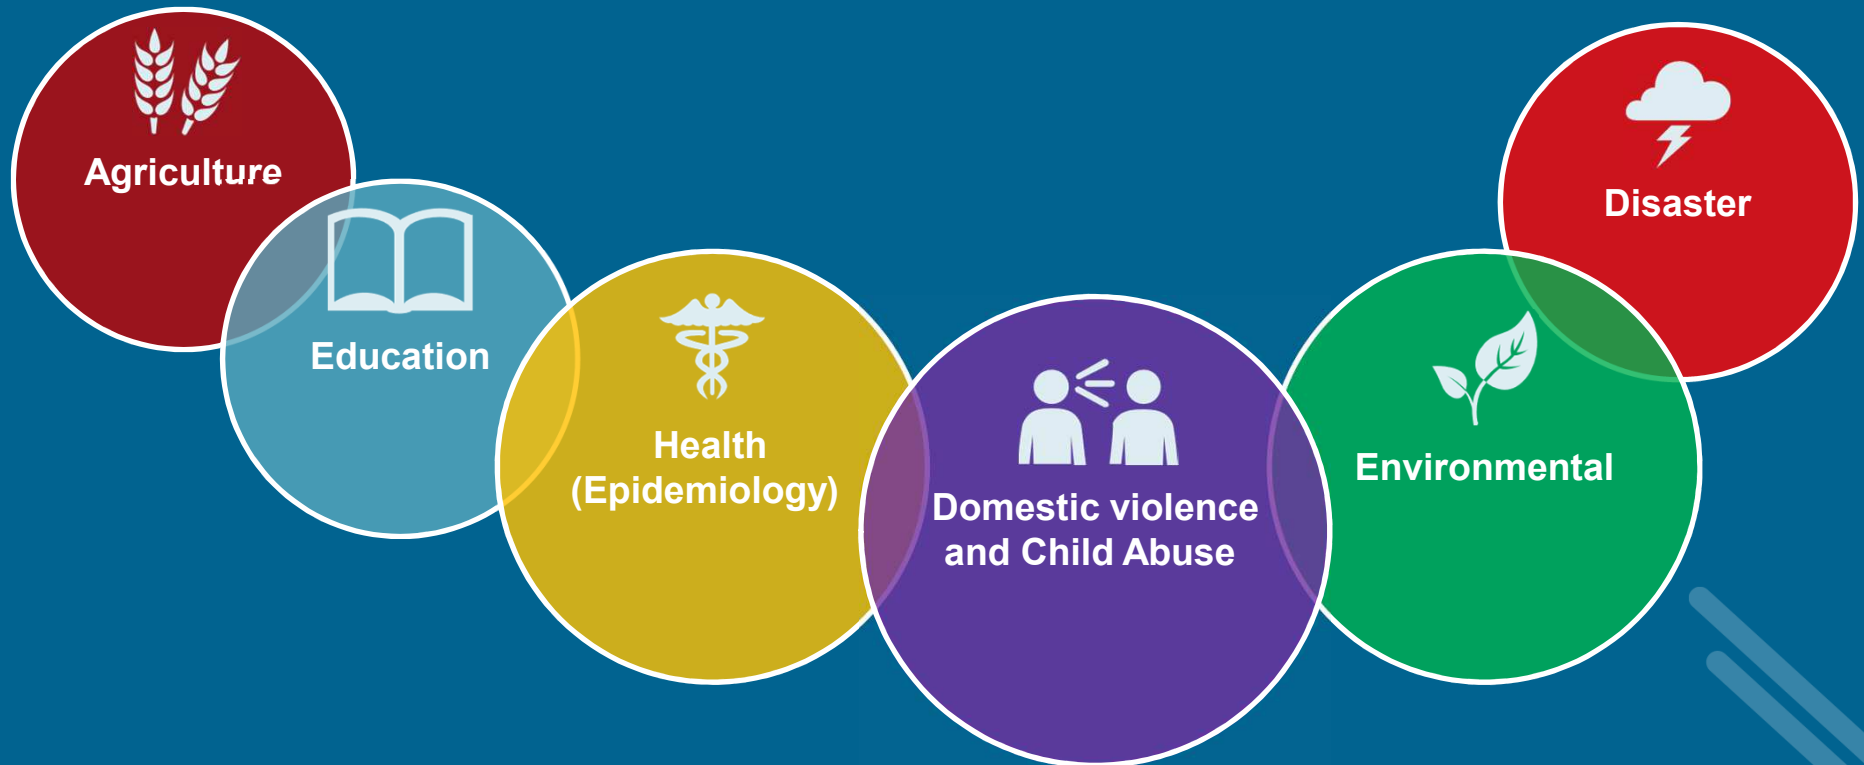 Agriculture
Education
Health
(Epidemiology)
Domestic violence
and Child Abuse
Environmental
Disaster